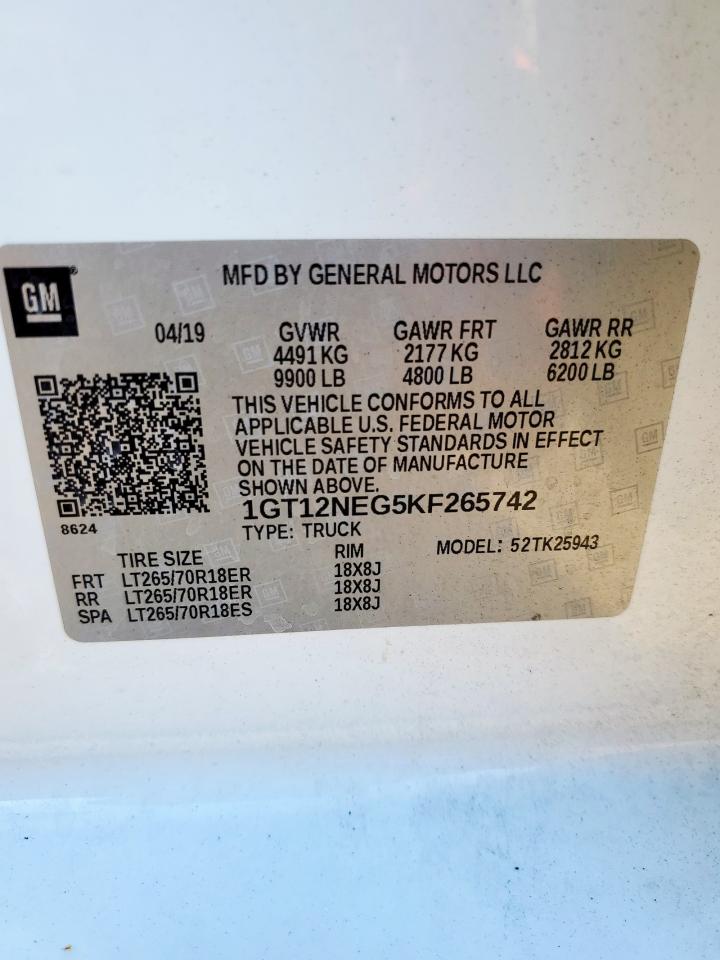 GM®
MFD BY GENERAL MOTORS LLC
04/19 GVWR GAWR FRT GAWR RR
4491 KG 2177 KG 2812 KG
9900 LB 4800 LB 6200 LB
THIS VEHICLE CONFORMS TO ALL
APPLICABLE U.S. FEDERAL MOTOR
VEHICLE SAFETY STANDARDS IN EFFECT
ON THE DATE OF MANUFACTURE
SHOWN ABOVE.
8624
1GT12NEG5KF265742
TYPE: TRUCK MODEL: 52TK25943
TIRE SIZE RIM
FRT LT265/70R18ER 18X8J
RR LT265/70R18ER 18X8J
SPA LT265/70R18ES 18X8J